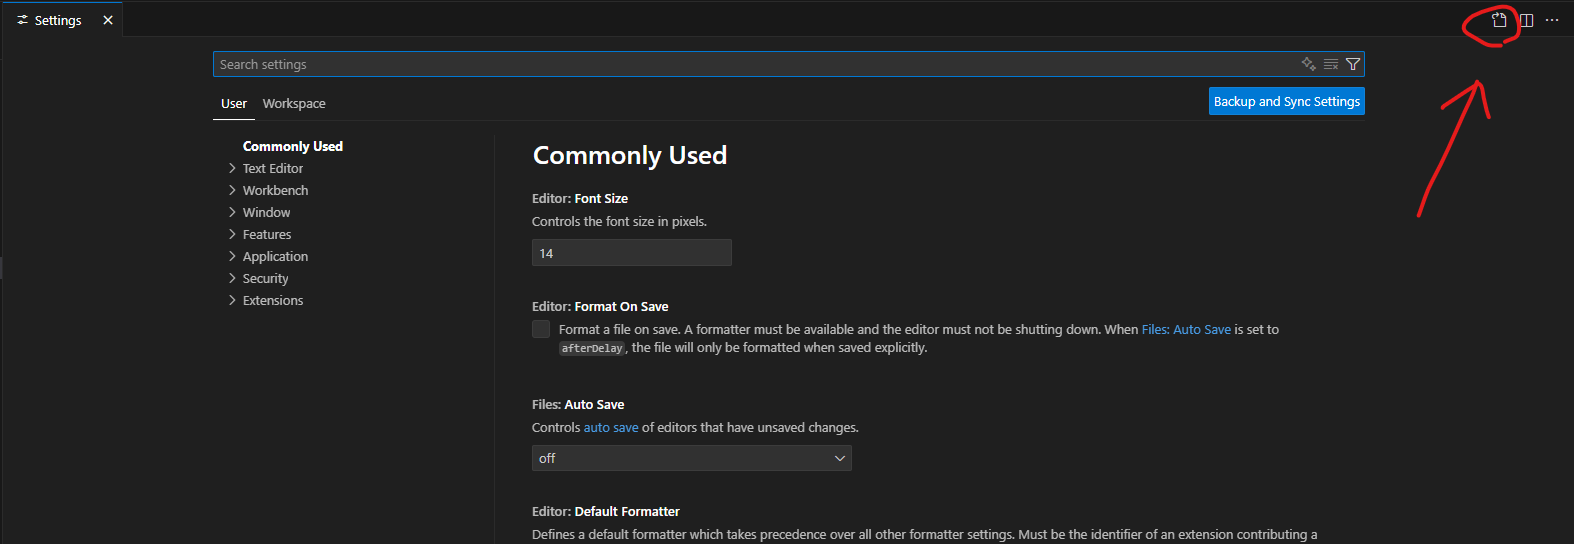 Settings
Search settings
User Workspace
Backup and Sync Settings
Commonly Used
Text Editor
Workbench
Window
Features
Application
Security
Extensions
Commonly Used
Editor: Font Size
Controls the font size in pixels.
14
Editor: Format On Save
Format a file on save. A formatter must be available and the editor must not be shutting down. When Files: Auto Save is set to
afterDelay, the file will only be formatted when saved explicitly.
Files: Auto Save
Controls auto save of editors that have unsaved changes.
off
Editor: Default Formatter
Defines a default formatter which takes precedence over all other formatter settings. Must be the identifier of an extension contributing a